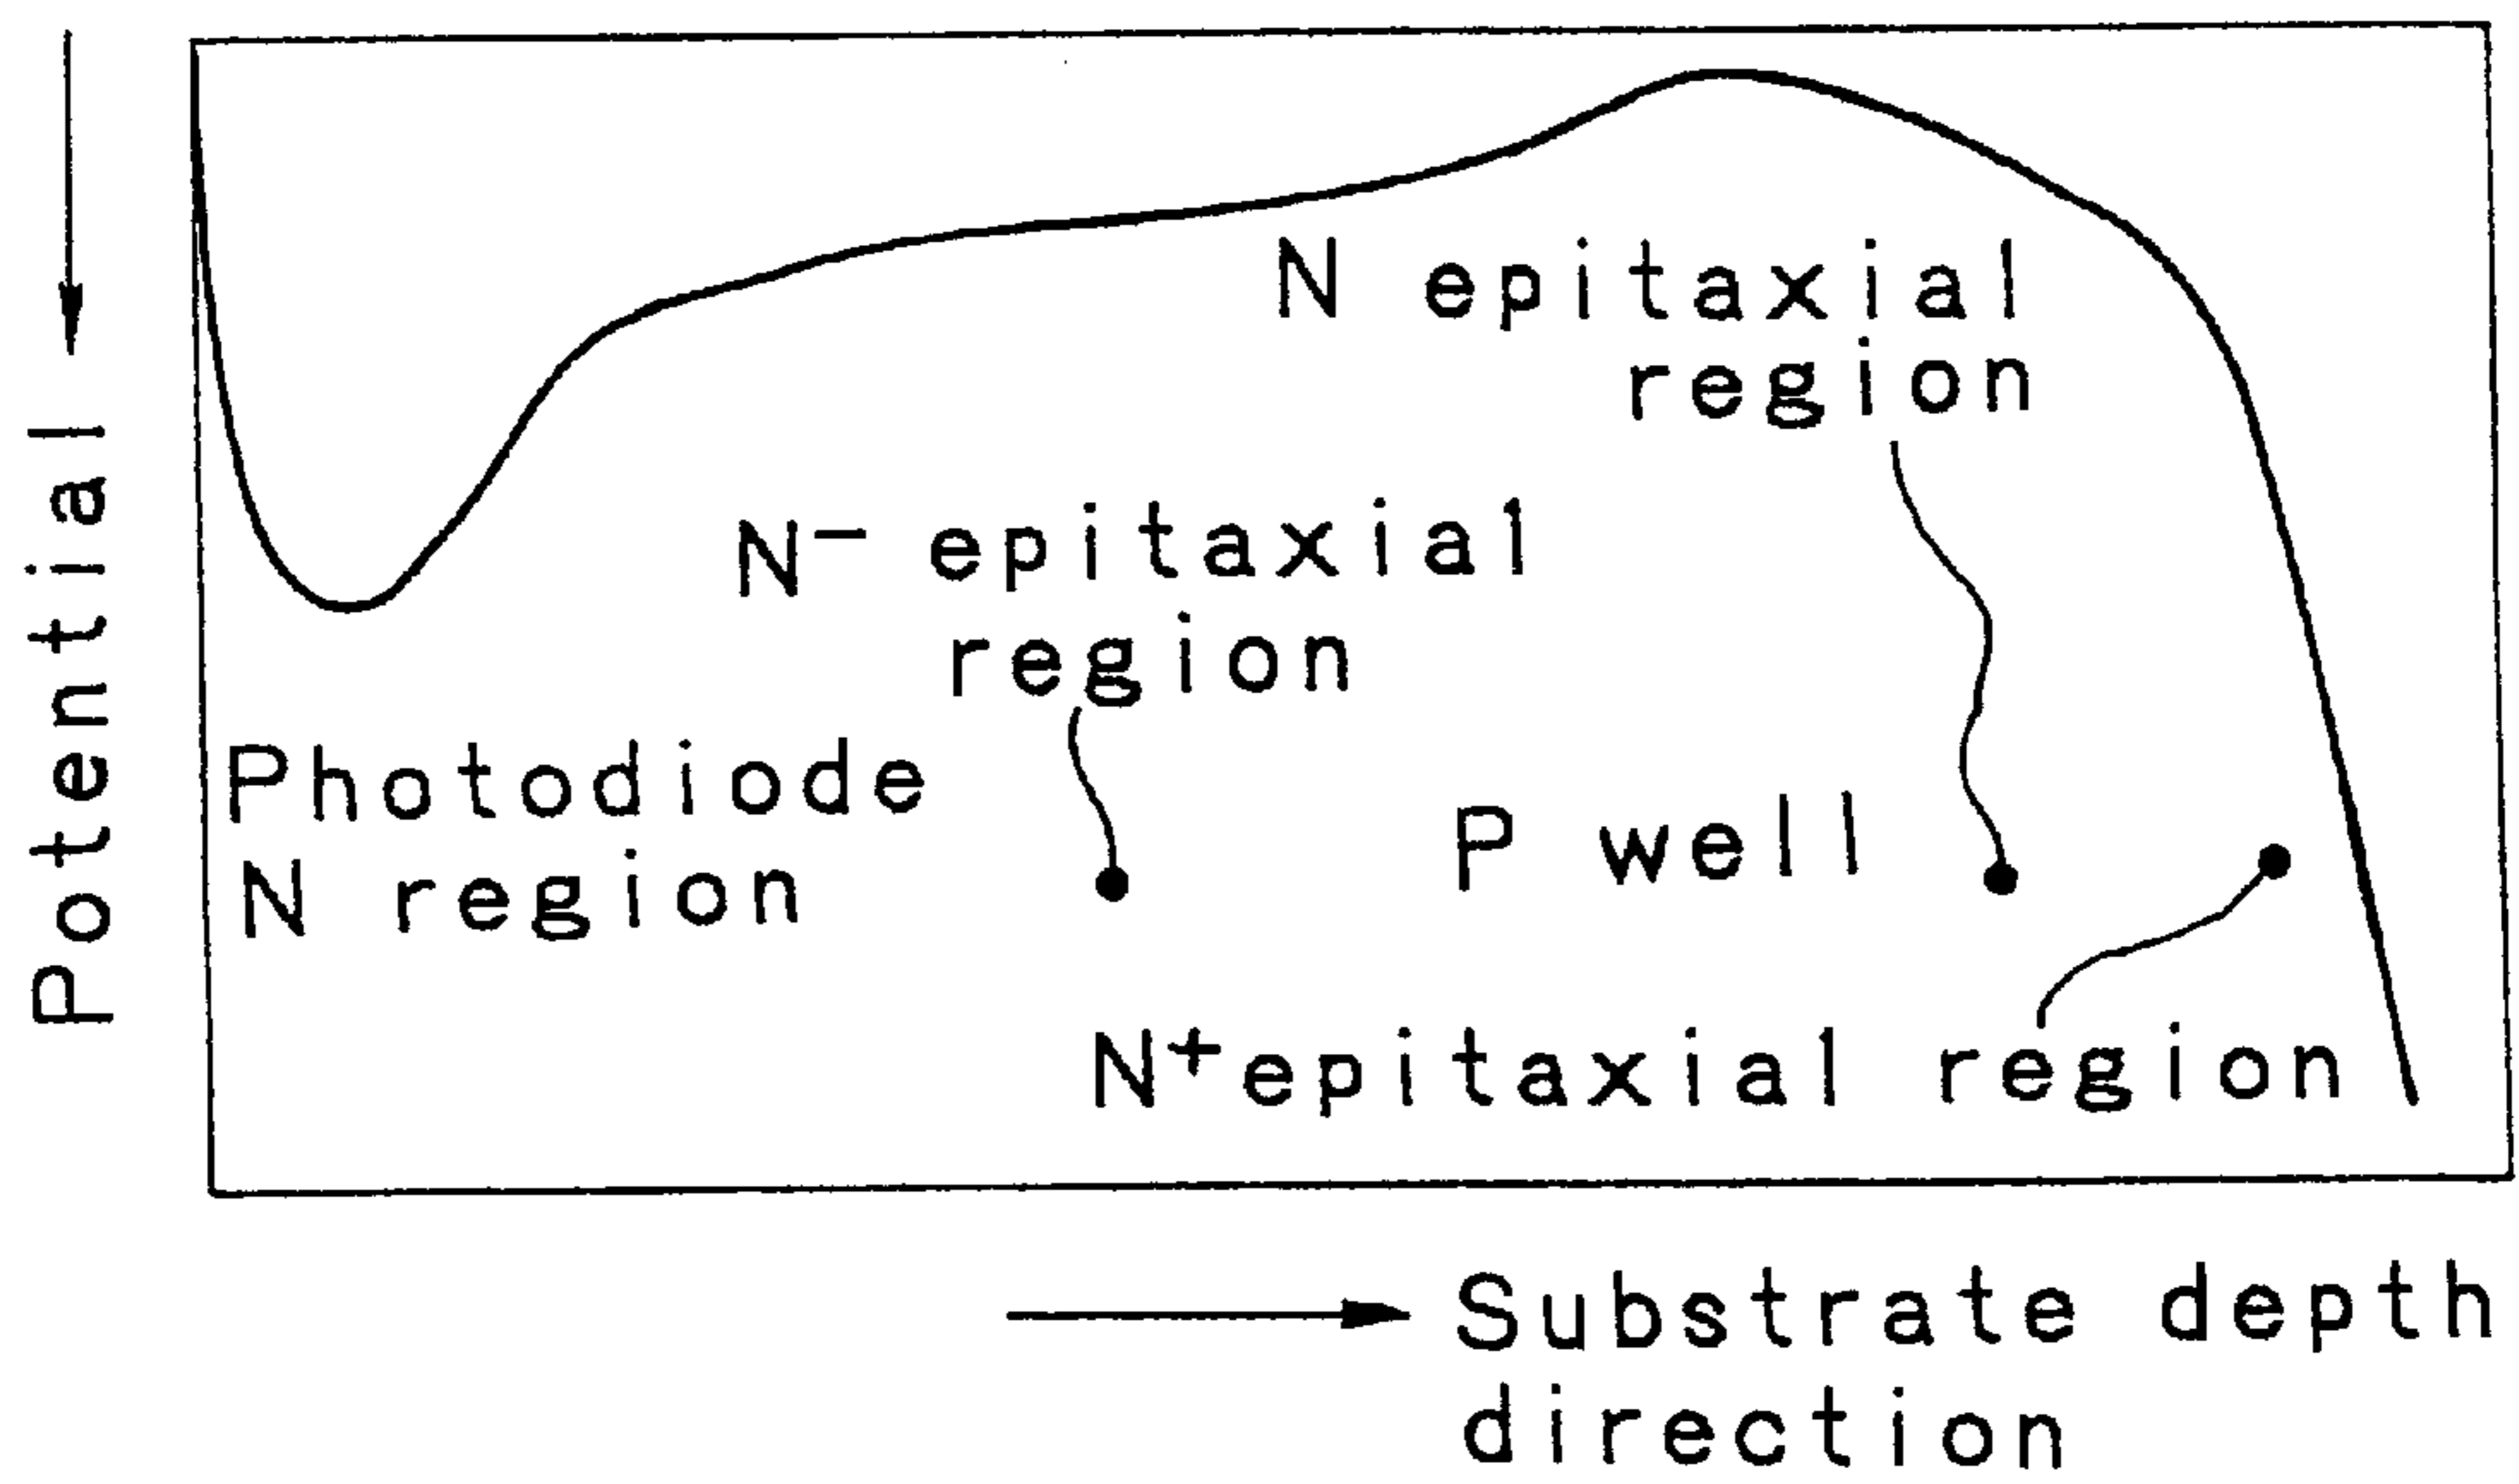 Potential
N epitaxial
region
N⁻ epitaxial
region
Photodiode
N region
P well
N⁺epitaxial region
Substrate depth
direction